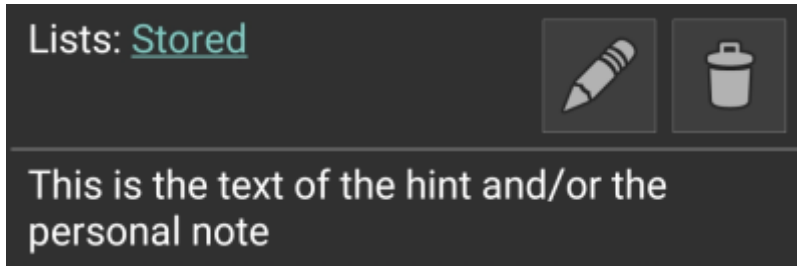 Lists: Stored
This is the text of the hint and/or the
personal note